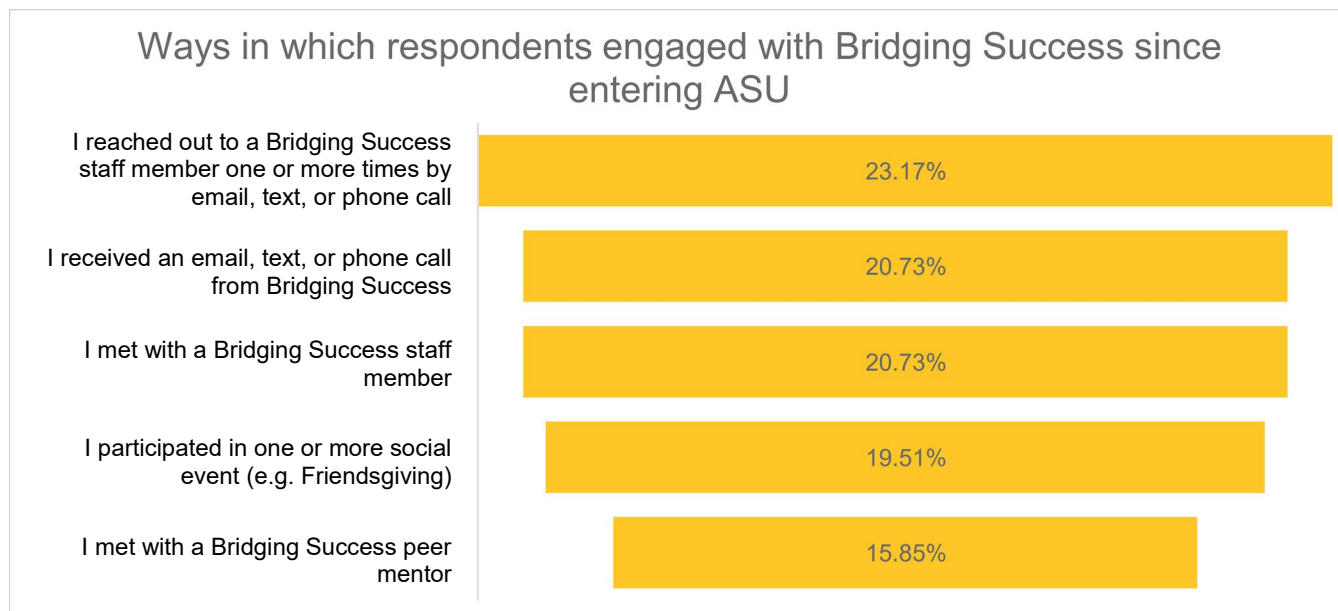 Ways in which respondents engaged with Bridging Success since
entering ASU
I reached out to a Bridging Success
staff member one or more times by
email, text, or phone call
23.17%
I received an email, text, or phone call
from Bridging Success
20.73%
I met with a Bridging Success staff
member
20.73%
I participated in one or more social
event (e.g. Friendsgiving)
19.51%
I met with a Bridging Success peer
mentor
15.85%